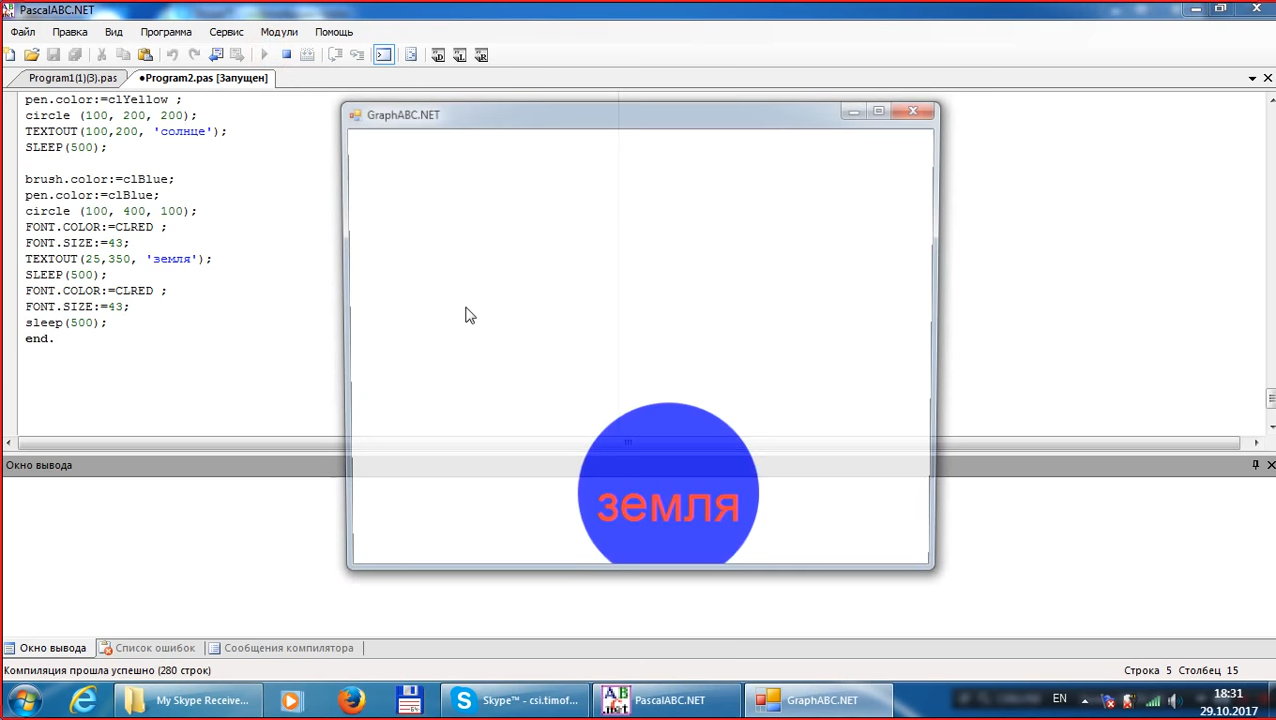 PascalABC.NET
Файл Правка Вид Программа Сервис Модули Помощь
Program1(1)(3).pas •Program2.pas [Запущен]
pen.color:=clYellow ;
circle (100, 200, 200);
TEXTOUT(100,200, 'солнце');
SLEEP(500);
brush.color:=clBlue;
pen.color:=clBlue;
circle (100, 400, 100);
FONT.COLOR:=CLRED ;
FONT.SIZE:=43;
TEXTOUT(25,350, 'земля');
SLEEP(500);
FONT.COLOR:=CLRED ;
FONT.SIZE:=43;
sleep(500);
end.
GraphABC.NET
земля
Окно вывода
Окно вывода Список ошибок Сообщения компилятора
Компиляция прошла успешно (280 строк) Строка 5 Столбец 15
My Skype Receive... Skype™ - csi.timof... PascalABC.NET GraphABC.NET EN 18:31
29.10.2017